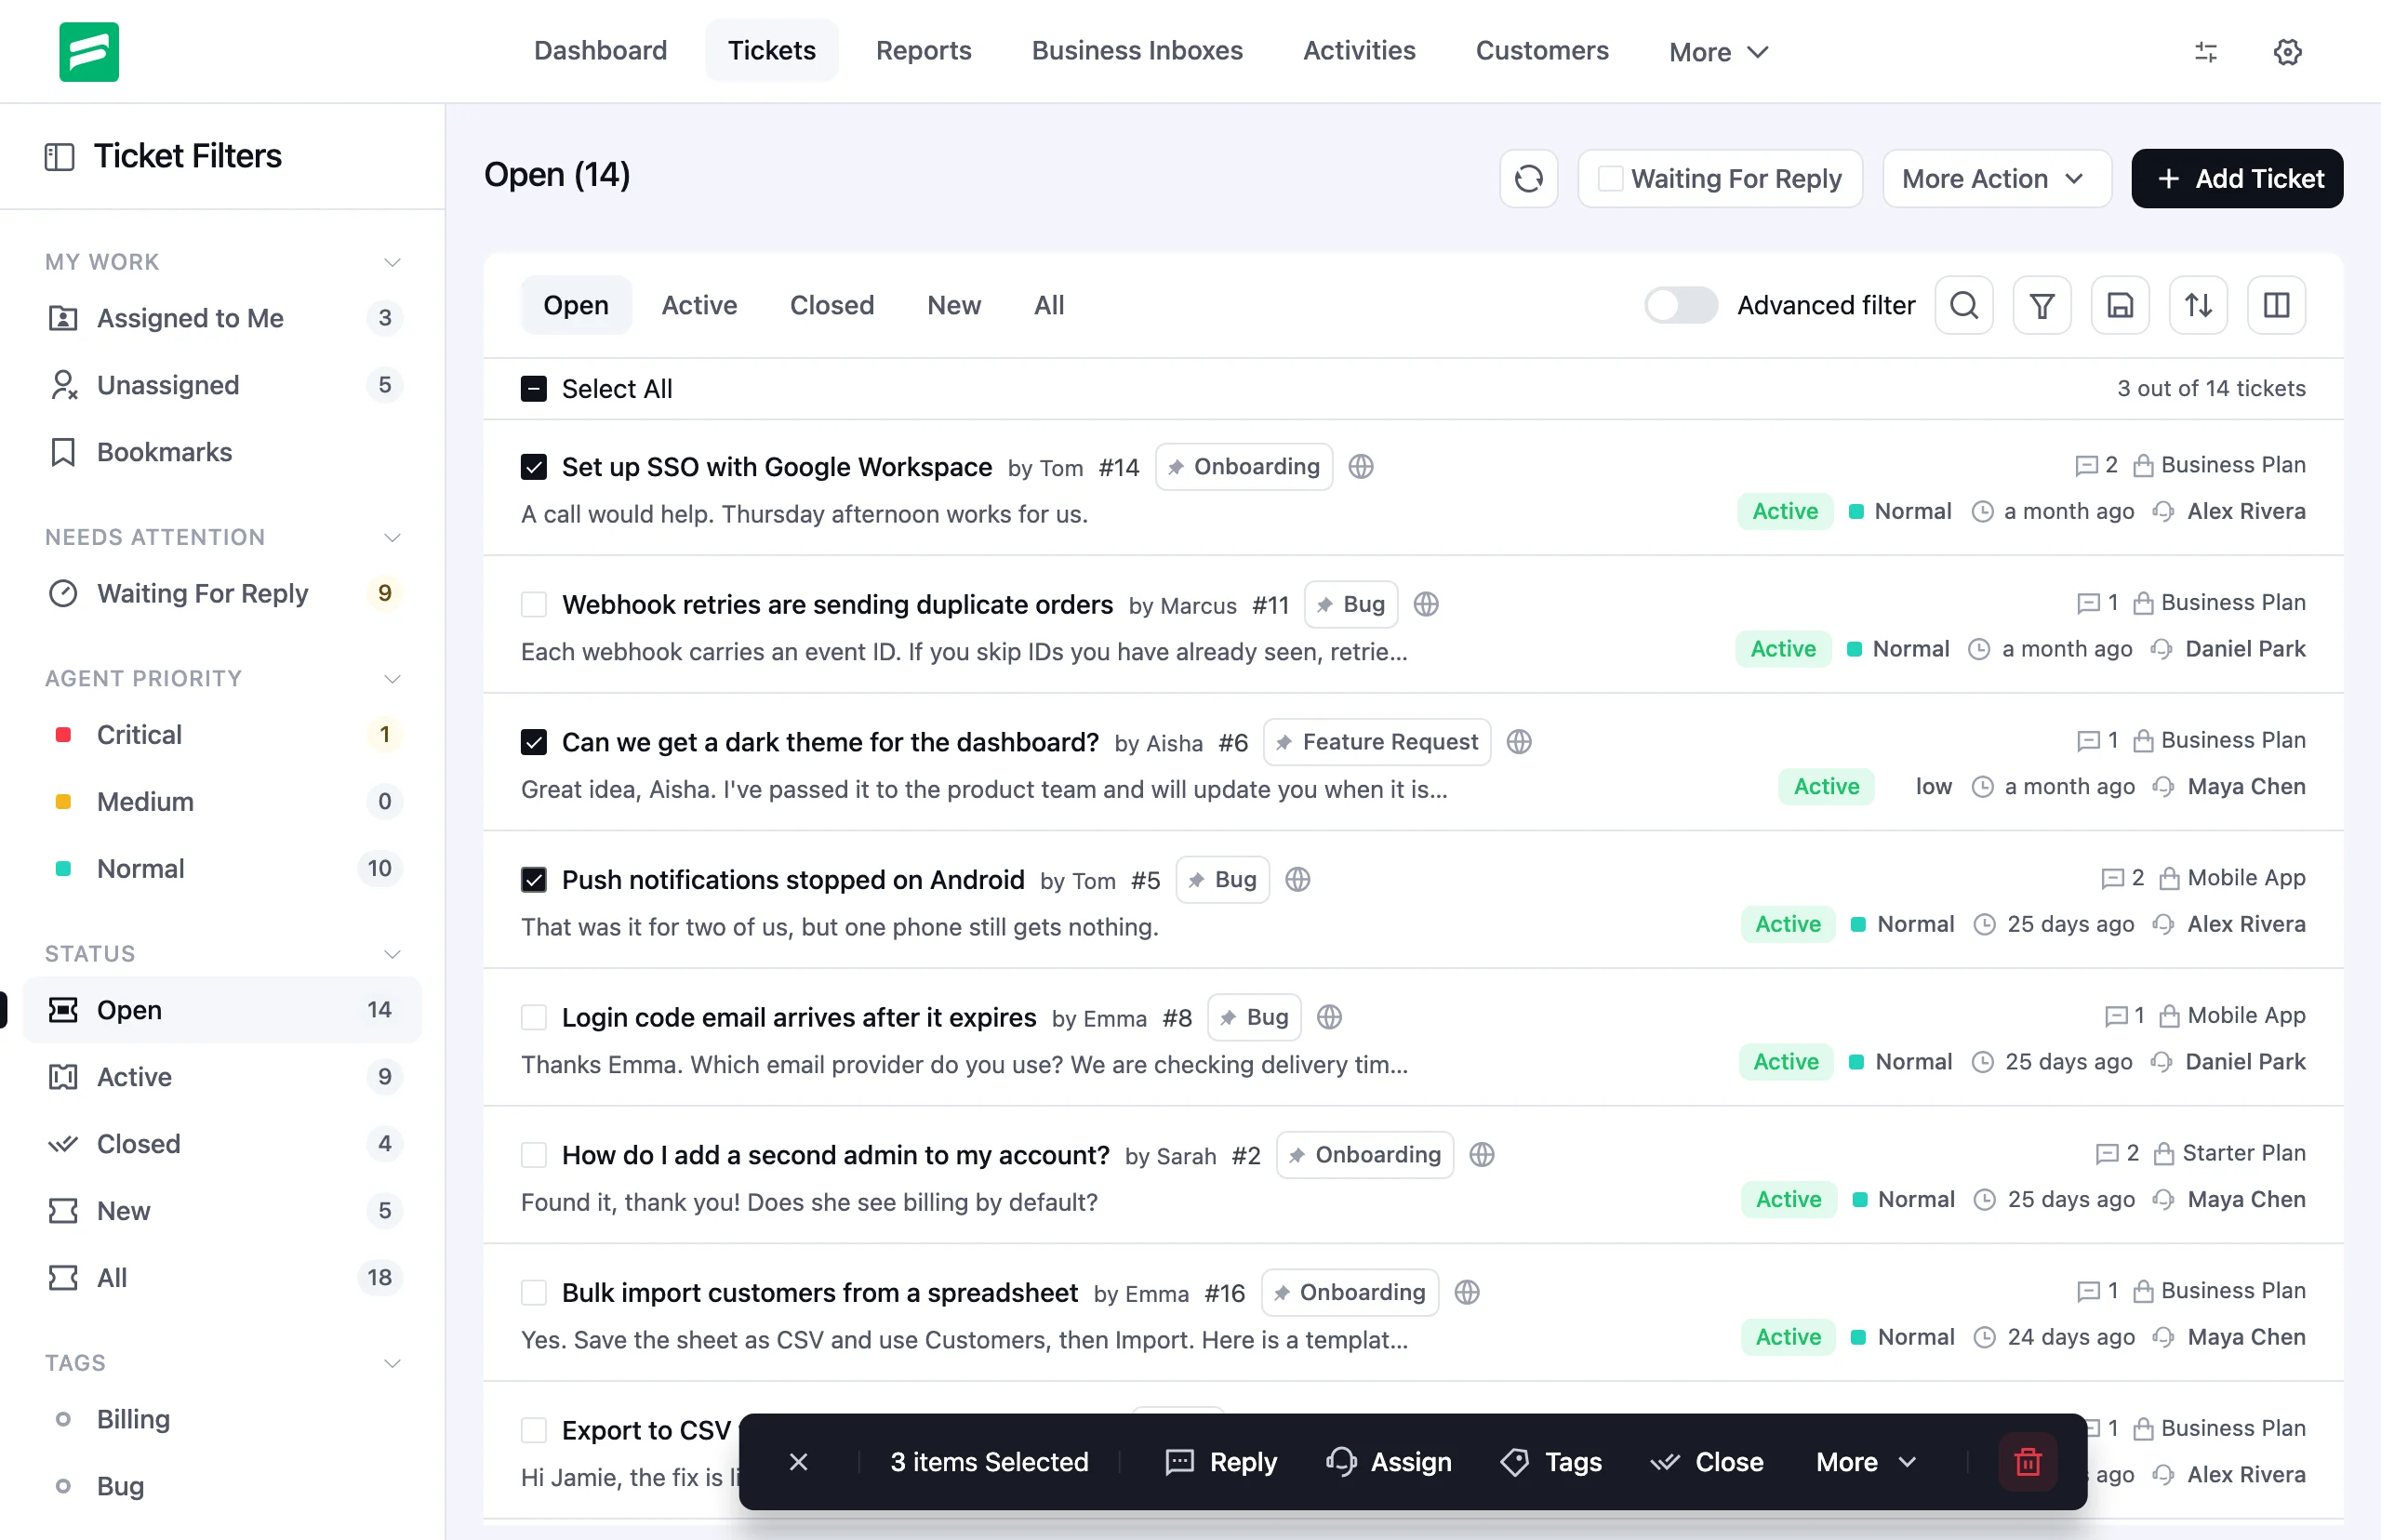 Dashboard Tickets Reports Business Inboxes Activities Customers More
Ticket Filters
MY WORK
Assigned to Me 3
Unassigned 5
Bookmarks
NEEDS ATTENTION
Waiting For Reply 9
AGENT PRIORITY
Critical 1
Medium 0
Normal 10
STATUS
Open 14
Active 9
Closed 4
New 5
All 18
TAGS
Billing
Bug
Open (14)
Waiting For Reply More Action + Add Ticket
Open Active Closed New All Advanced filter
Select All 3 out of 14 tickets
Set up SSO with Google Workspace by Tom #14 Onboarding 2 Business Plan
A call would help. Thursday afternoon works for us. Active Normal a month ago Alex Rivera
Webhook retries are sending duplicate orders by Marcus #11 Bug 1 Business Plan
Each webhook carries an event ID. If you skip IDs you have already seen, retrie... Active Normal a month ago Daniel Park
Can we get a dark theme for the dashboard? by Aisha #6 Feature Request 1 Business Plan
Great idea, Aisha. I've passed it to the product team and will update you when it is... Active low a month ago Maya Chen
Push notifications stopped on Android by Tom #5 Bug 2 Mobile App
That was it for two of us, but one phone still gets nothing. Active Normal 25 days ago Alex Rivera
Login code email arrives after it expires by Emma #8 Bug 1 Mobile App
Thanks Emma. Which email provider do you use? We are checking delivery tim... Active Normal 25 days ago Daniel Park
How do I add a second admin to my account? by Sarah #2 Onboarding 2 Starter Plan
Found it, thank you! Does she see billing by default? Active Normal 25 days ago Maya Chen
Bulk import customers from a spreadsheet by Emma #16 Onboarding 1 Business Plan
Yes. Save the sheet as CSV and use Customers, then Import. Here is a templat... Active Normal 24 days ago Maya Chen
Export to CSV 1 Business Plan
Hi Jamie, the fix is ago Alex Rivera
3 items Selected Reply Assign Tags Close More